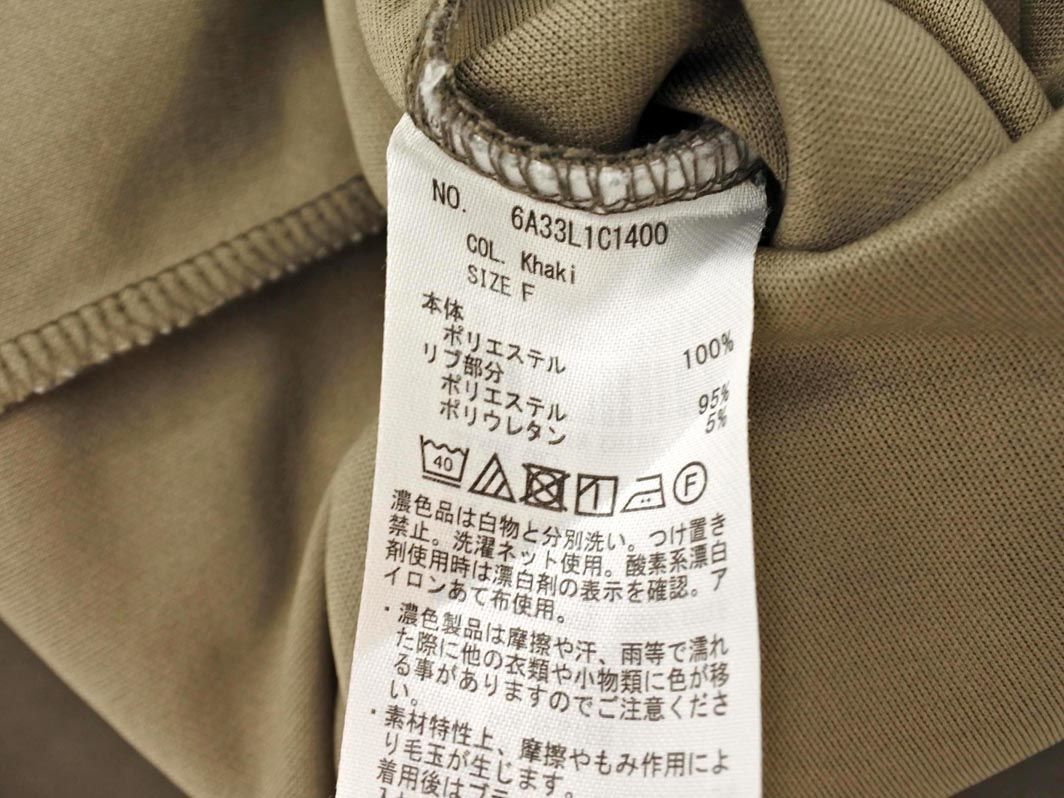 NO. 6A33L1C1400
COL. Khaki
SIZE F
本体
ポリエステル 100%
リブ部分
ポリエステル 95%
ポリウレタン 5%
40
F
濃色品は白物と分別洗い。つけ置き
禁止。洗濯ネット使用。酸素系漂白
剤使用時は漂白剤の表示を確認。ア
イロンあて布使用。
・濃色製品は摩擦や汗、雨等で濡れ
た際に他の衣類や小物類に色が移
る事がありますのでご注意くださ
い。
・素材特性上、摩擦やもみ作用によ
り毛玉が生じます。
着用後はブラ